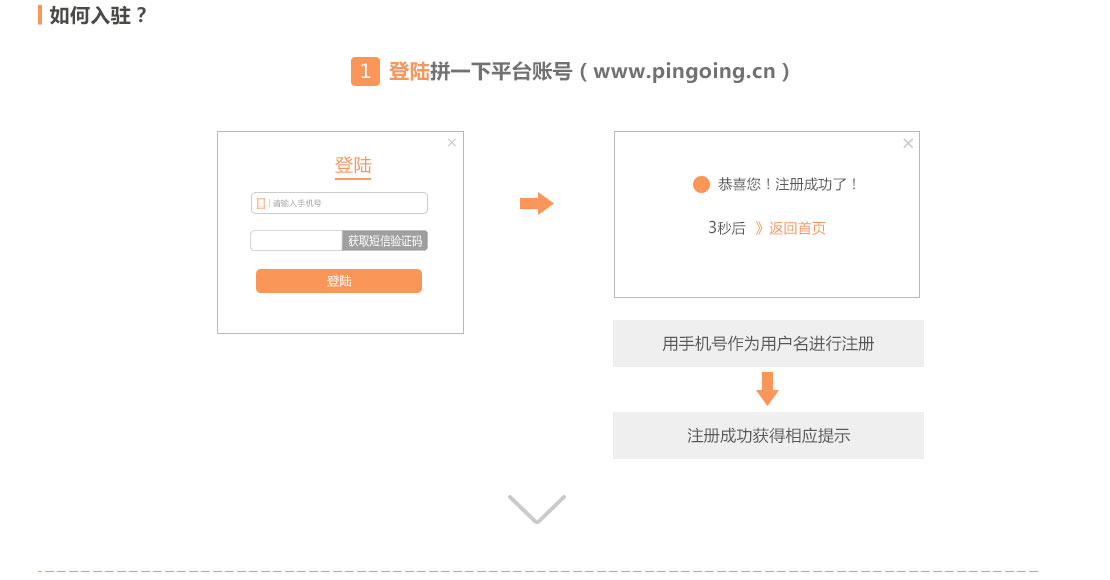 如何入驻？
1 登陆拼一下平台账号（www.pingoing.cn）
登陆
请输入手机号
获取短信验证码
登陆
恭喜您！注册成功了！
3秒后 》返回首页
用手机号作为用户名进行注册
注册成功获得相应提示